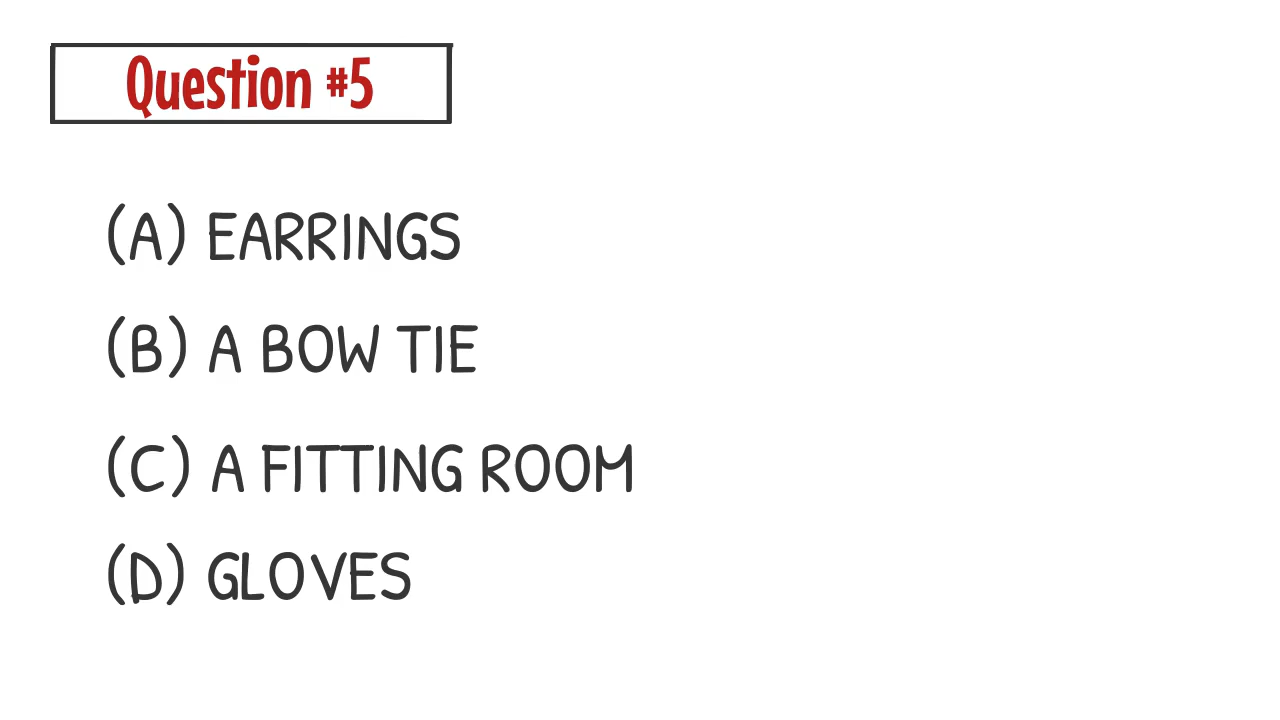 Question #5
(A) EARRINGS
(B) A BOW TIE
(C) A FITTING ROOM
(D) GLOVES